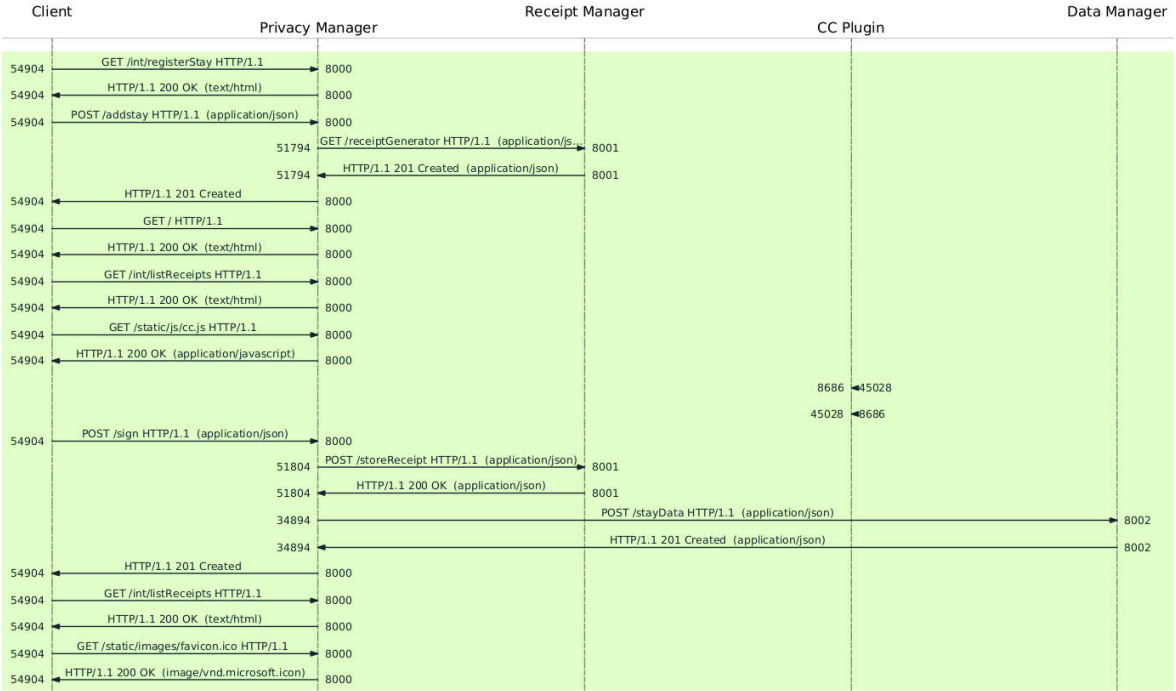 Client Receipt Manager Data Manager
Privacy Manager CC Plugin
54904 GET /int/registerStay HTTP/1.1 8000
54904 HTTP/1.1 200 OK (text/html) 8000
54904 POST /addstay HTTP/1.1 (application/json) 8000
51794 GET /receiptGenerator HTTP/1.1 (application/js... 8001
51794 HTTP/1.1 201 Created (application/json) 8001
54904 HTTP/1.1 201 Created 8000
54904 GET / HTTP/1.1 8000
54904 HTTP/1.1 200 OK (text/html) 8000
54904 GET /int/listReceipts HTTP/1.1 8000
54904 HTTP/1.1 200 OK (text/html) 8000
54904 GET /static/js/cc.js HTTP/1.1 8000
54904 HTTP/1.1 200 OK (application/javascript) 8000
8686 45028
45028 8686
54904 POST /sign HTTP/1.1 (application/json) 8000
51804 POST /storeReceipt HTTP/1.1 (application/json) 8001
51804 HTTP/1.1 200 OK (application/json) 8001
34894 POST /stayData HTTP/1.1 (application/json) 8002
34894 HTTP/1.1 201 Created (application/json) 8002
54904 HTTP/1.1 201 Created 8000
54904 GET /int/listReceipts HTTP/1.1 8000
54904 HTTP/1.1 200 OK (text/html) 8000
54904 GET /static/images/favicon.ico HTTP/1.1 8000
54904 HTTP/1.1 200 OK (image/vnd.microsoft.icon) 8000